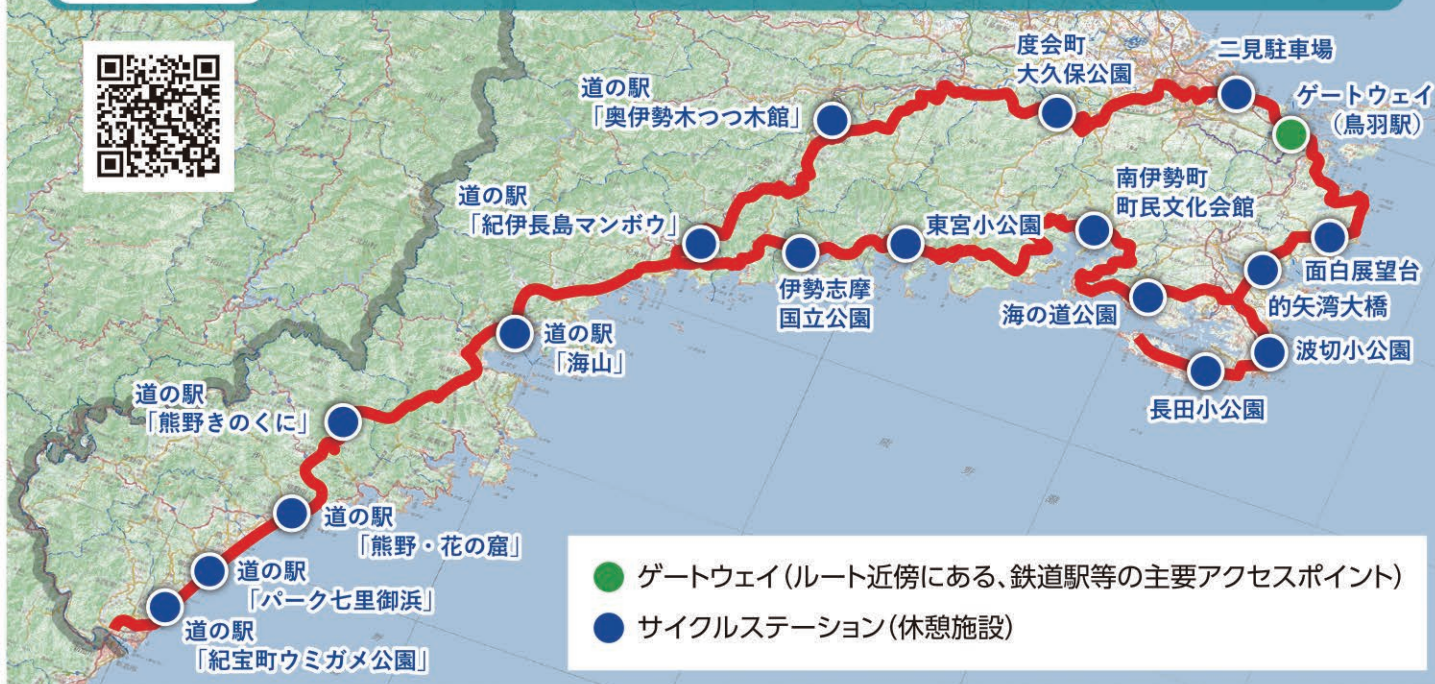 度会町
大久保公園
二見駐車場
ゲートウェイ
（鳥羽駅）
道の駅
「奥伊勢木つつ木館」
南伊勢町
町民文化会館
道の駅
「紀伊長島マンボウ」
東宮小公園
面白展望台
伊勢志摩
国立公園
海の道公園
的矢湾大橋
道の駅
「海山」
波切小公園
長田小公園
道の駅
「熊野きのくに」
道の駅
「熊野・花の窟」
道の駅
「パーク七里御浜」
道の駅
「紀宝町ウミガメ公園」
ゲートウェイ（ルート近傍にある、鉄道駅等の主要アクセスポイント）
サイクルステーション（休憩施設）